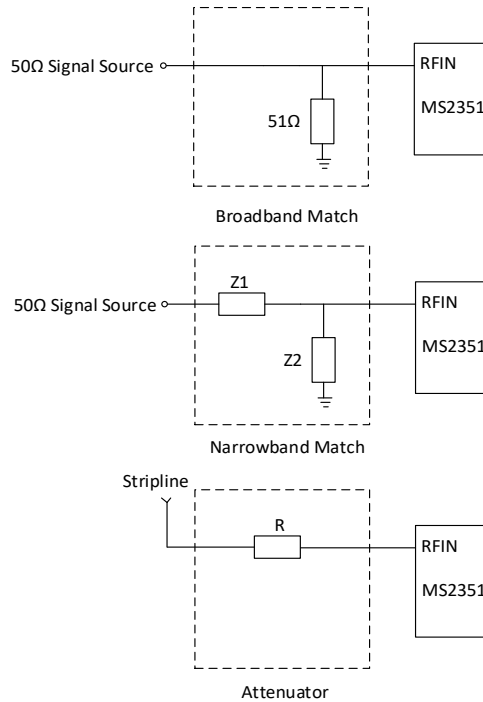 50Ω Signal Source
RFIN
MS2351
51Ω
Broadband Match
50Ω Signal Source
Z1
RFIN
MS2351
Z2
Narrowband Match
Stripline
R
RFIN
MS2351
Attenuator